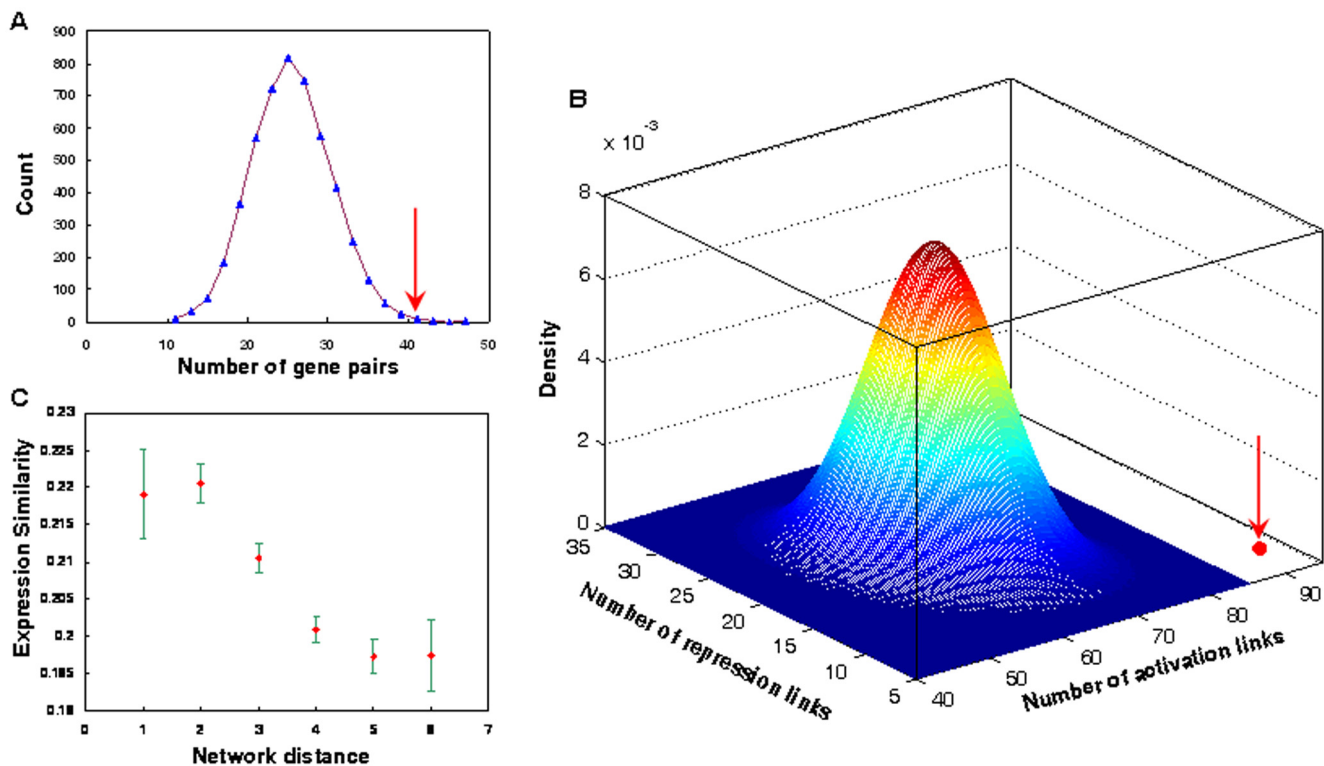 A
900
800
700
600
500
400
300
200
100
0
0 10 20 30 40 50
Count
Number of gene pairs
B
x 10^-3
8
6
4
2
0
Density
35 30 25 20 15 10 5
Number of repression links
40 50 60 70 80 90
Number of activation links
C
0.23
0.225
0.22
0.215
0.21
0.205
0.2
0.195
0.19
0 1 2 3 4 5 6 7
Expression Similarity
Network distance